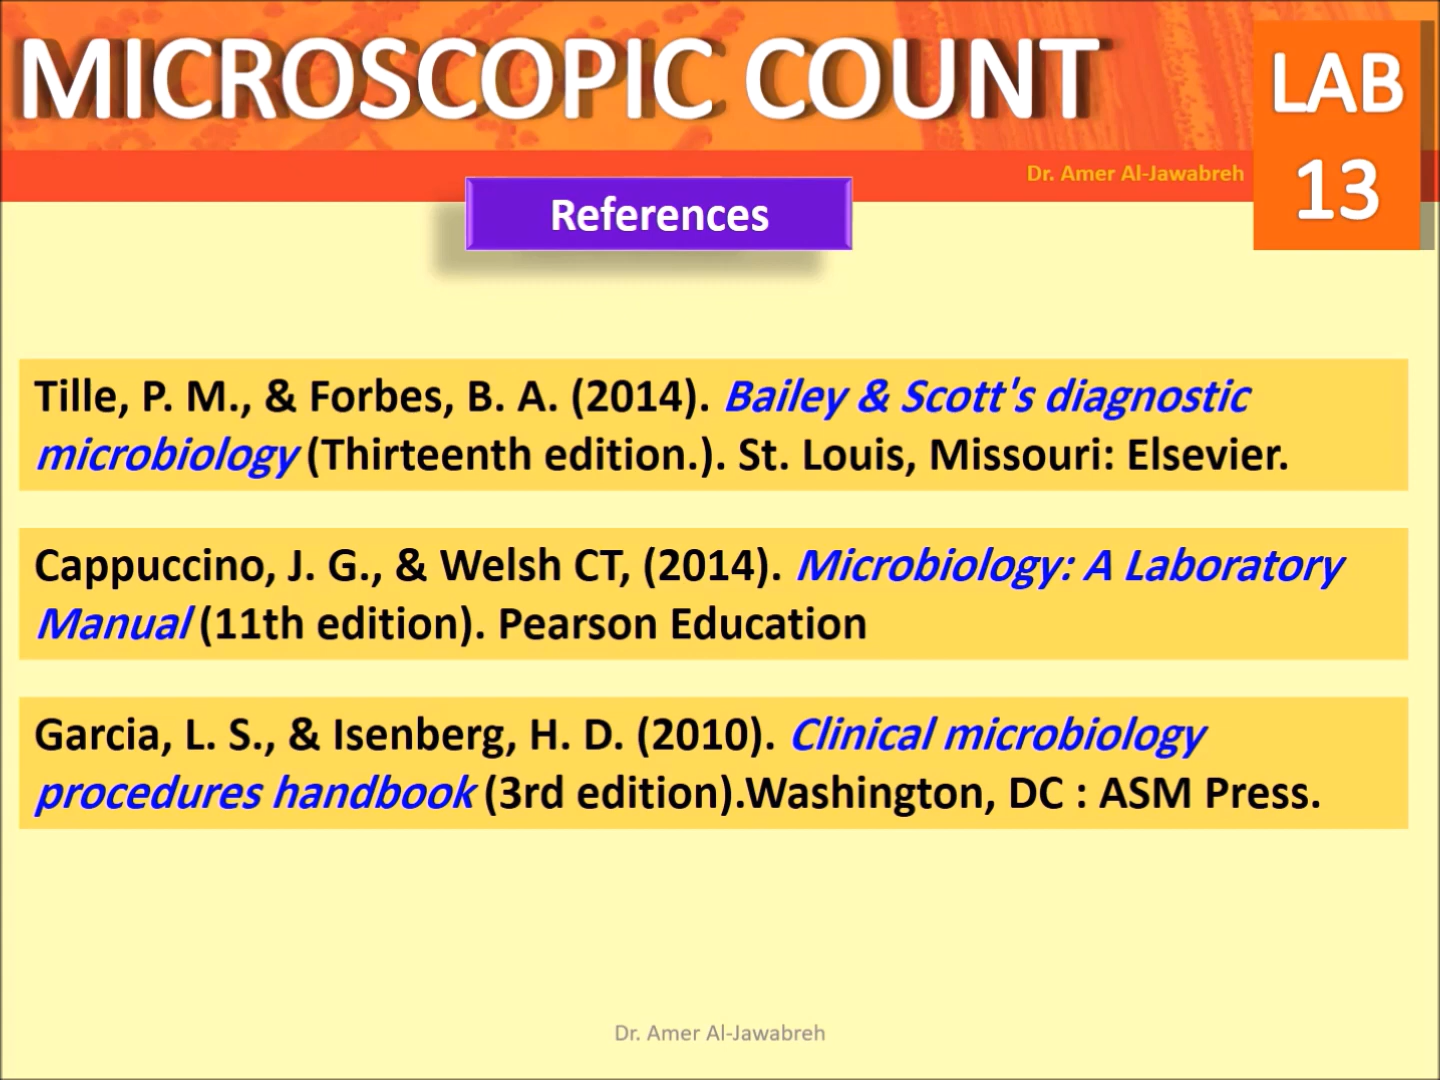 MICROSCOPIC COUNT
LAB
13
Dr. Amer Al-Jawabreh
References
Tille, P. M., & Forbes, B. A. (2014). Bailey & Scott's diagnostic
microbiology (Thirteenth edition.). St. Louis, Missouri: Elsevier.
Cappuccino, J. G., & Welsh CT, (2014). Microbiology: A Laboratory
Manual (11th edition). Pearson Education
Garcia, L. S., & Isenberg, H. D. (2010). Clinical microbiology
procedures handbook (3rd edition).Washington, DC : ASM Press.
Dr. Amer Al-Jawabreh